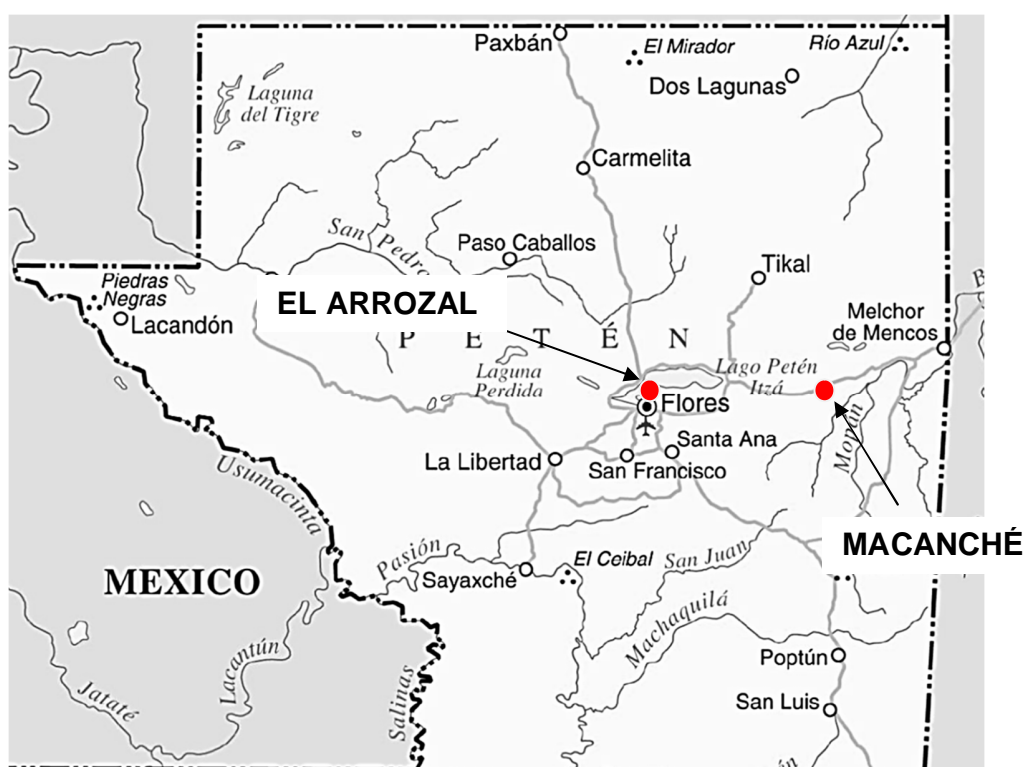 Paxbán
El Mirador
Río Azul
Dos Lagunas
Laguna
del Tigre
Carmelita
San Pedro
Paso Caballos
Tikal
Piedras
Negras
Lacandón
EL ARROZAL
Melchor
de Mencos
PETÉN
Laguna
Perdida
Lago Petén
Itzá
Flores
Mopán
Santa Ana
La Libertad
San Francisco
Usumacinta
MACANCHÉ
Pasión
El Ceibal
San Juan
Sayaxché
MEXICO
Machaquilá
Lacantún
Poptún
Jataté
Salinas
San Luis